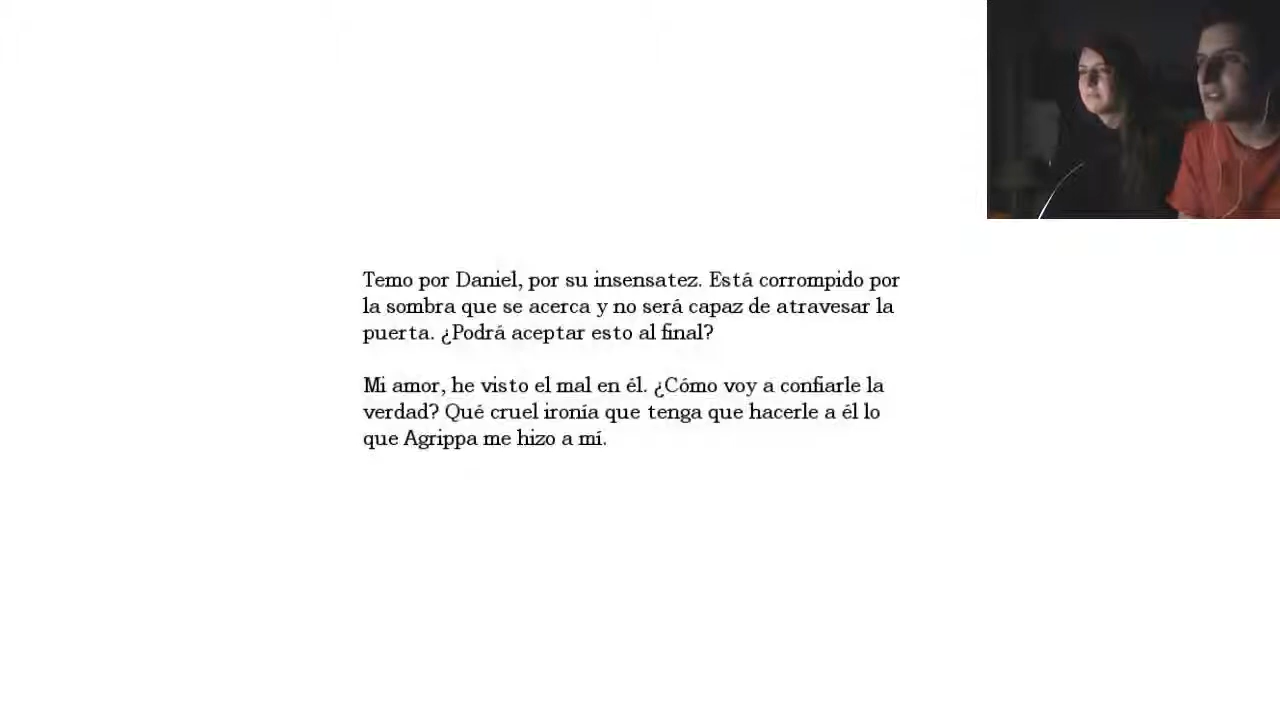 Temo por Daniel, por su insensatez. Está corrompido por
la sombra que se acerca y no será capaz de atravesar la
puerta. ¿Podrá aceptar esto al final?
Mi amor, he visto el mal en él. ¿Cómo voy a confiarle la
verdad? Qué cruel ironía que tenga que hacerle a él lo
que Agrippa me hizo a mí.